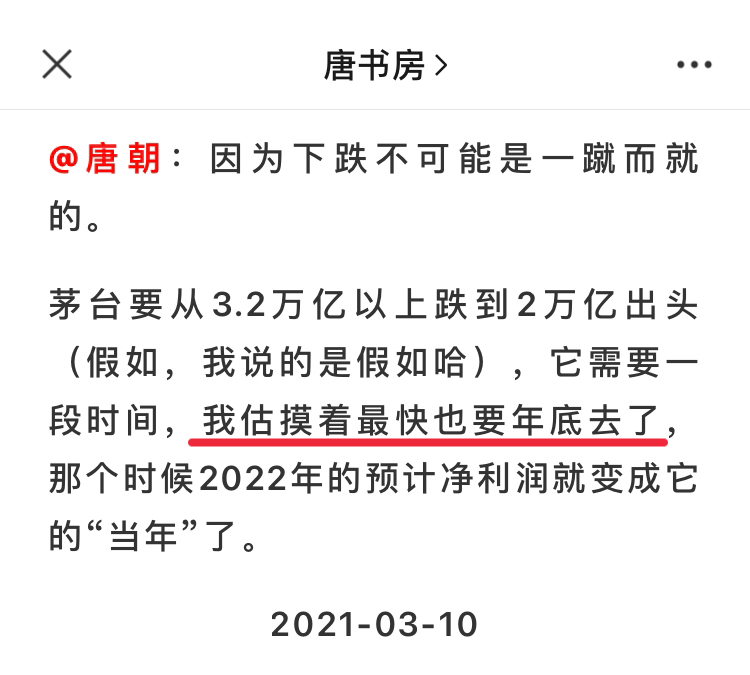 唐书房
@唐朝：因为下跌不可能是一蹴而就
的。
茅台要从3.2万亿以上跌到2万亿出头
（假如，我说的是假如哈），它需要一
段时间，我估摸着最快也要年底去了，
那个时候2022年的预计净利润就变成它
的“当年”了。
2021-03-10